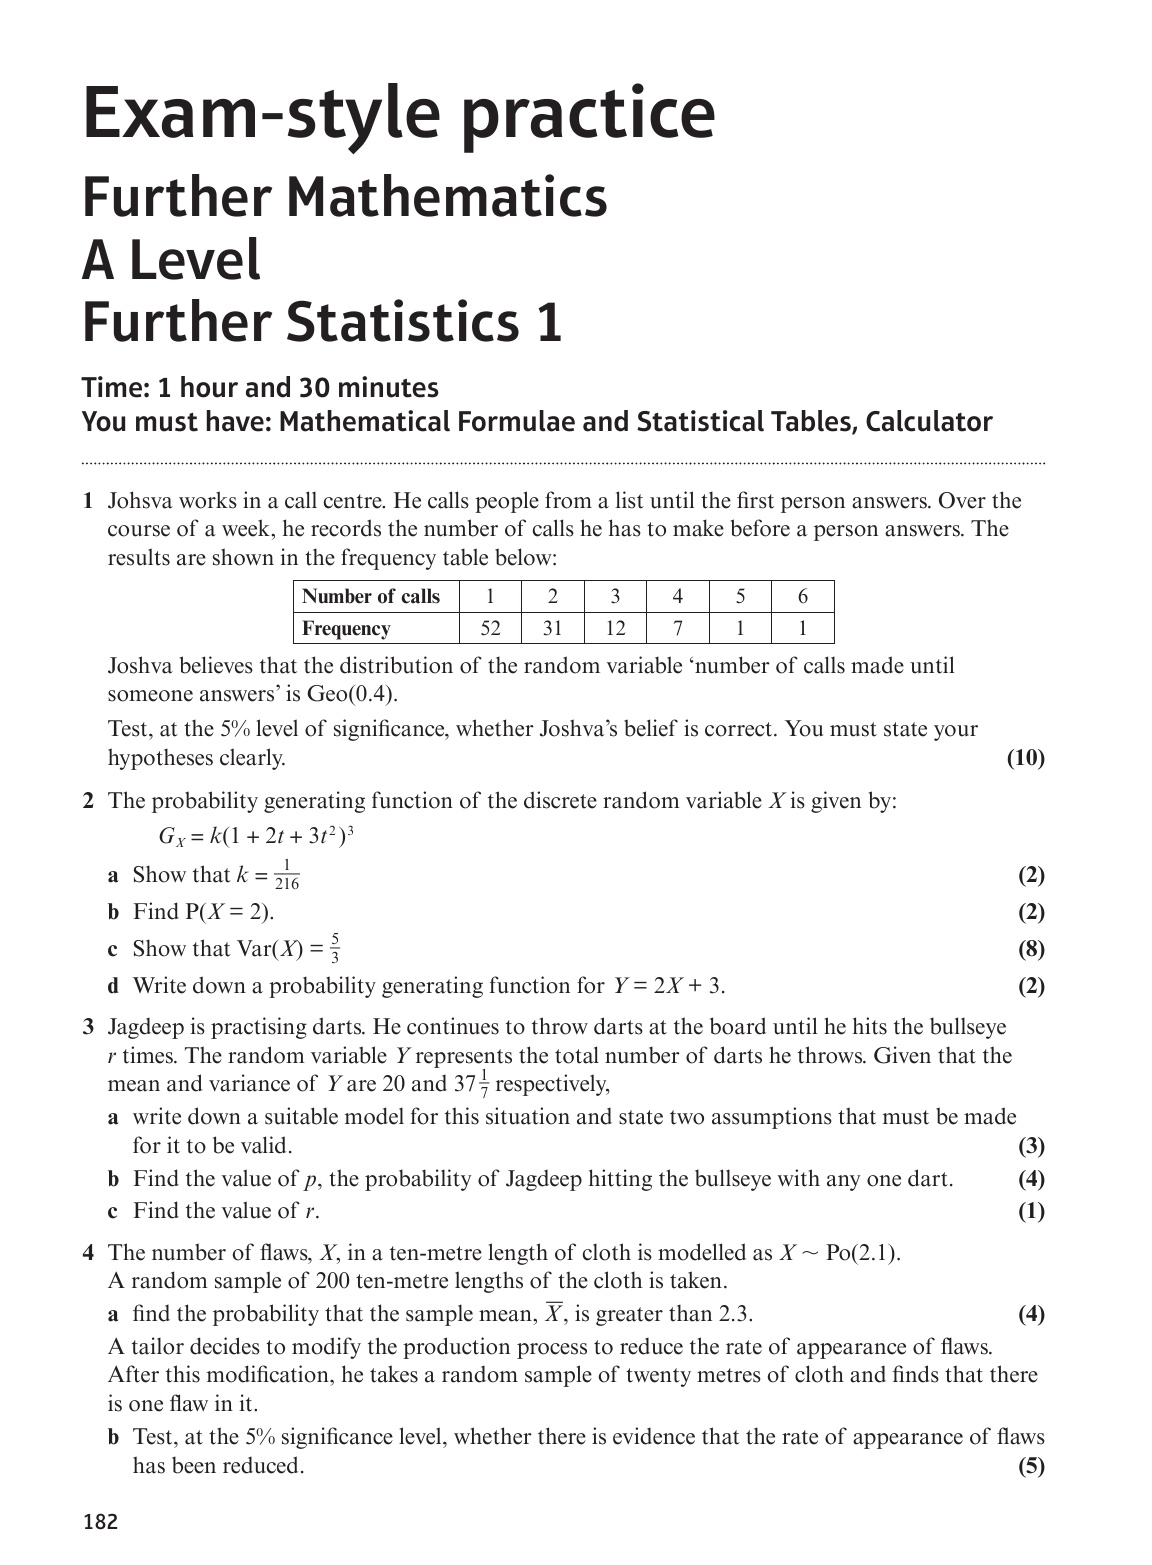 Exam-style practice
Further Mathematics
A Level
Further Statistics 1
Time: 1 hour and 30 minutes
You must have: Mathematical Formulae and Statistical Tables, Calculator
1 Johsva works in a call centre. He calls people from a list until the first person answers. Over the
course of a week, he records the number of calls he has to make before a person answers. The
results are shown in the frequency table below:
Number of calls 1 2 3 4 5 6
Frequency 52 31 12 7 1 1
Joshva believes that the distribution of the random variable ‘number of calls made until
someone answers’ is Geo(0.4).
Test, at the 5% level of significance, whether Joshva’s belief is correct. You must state your
hypotheses clearly. (10)
2 The probability generating function of the discrete random variable X is given by:
G_X = k(1 + 2t + 3t²)³
a Show that k = 1/216 (2)
b Find P(X = 2). (2)
c Show that Var(X) = 5/3 (8)
d Write down a probability generating function for Y = 2X + 3. (2)
3 Jagdeep is practising darts. He continues to throw darts at the board until he hits the bullseye
r times. The random variable Y represents the total number of darts he throws. Given that the
mean and variance of Y are 20 and 37 1/7 respectively,
a write down a suitable model for this situation and state two assumptions that must be made
for it to be valid. (3)
b Find the value of p, the probability of Jagdeep hitting the bullseye with any one dart. (4)
c Find the value of r. (1)
4 The number of flaws, X, in a ten-metre length of cloth is modelled as X ~ Po(2.1).
A random sample of 200 ten-metre lengths of the cloth is taken.
a find the probability that the sample mean, X̄, is greater than 2.3. (4)
A tailor decides to modify the production process to reduce the rate of appearance of flaws.
After this modification, he takes a random sample of twenty metres of cloth and finds that there
is one flaw in it.
b Test, at the 5% significance level, whether there is evidence that the rate of appearance of flaws
has been reduced. (5)
182